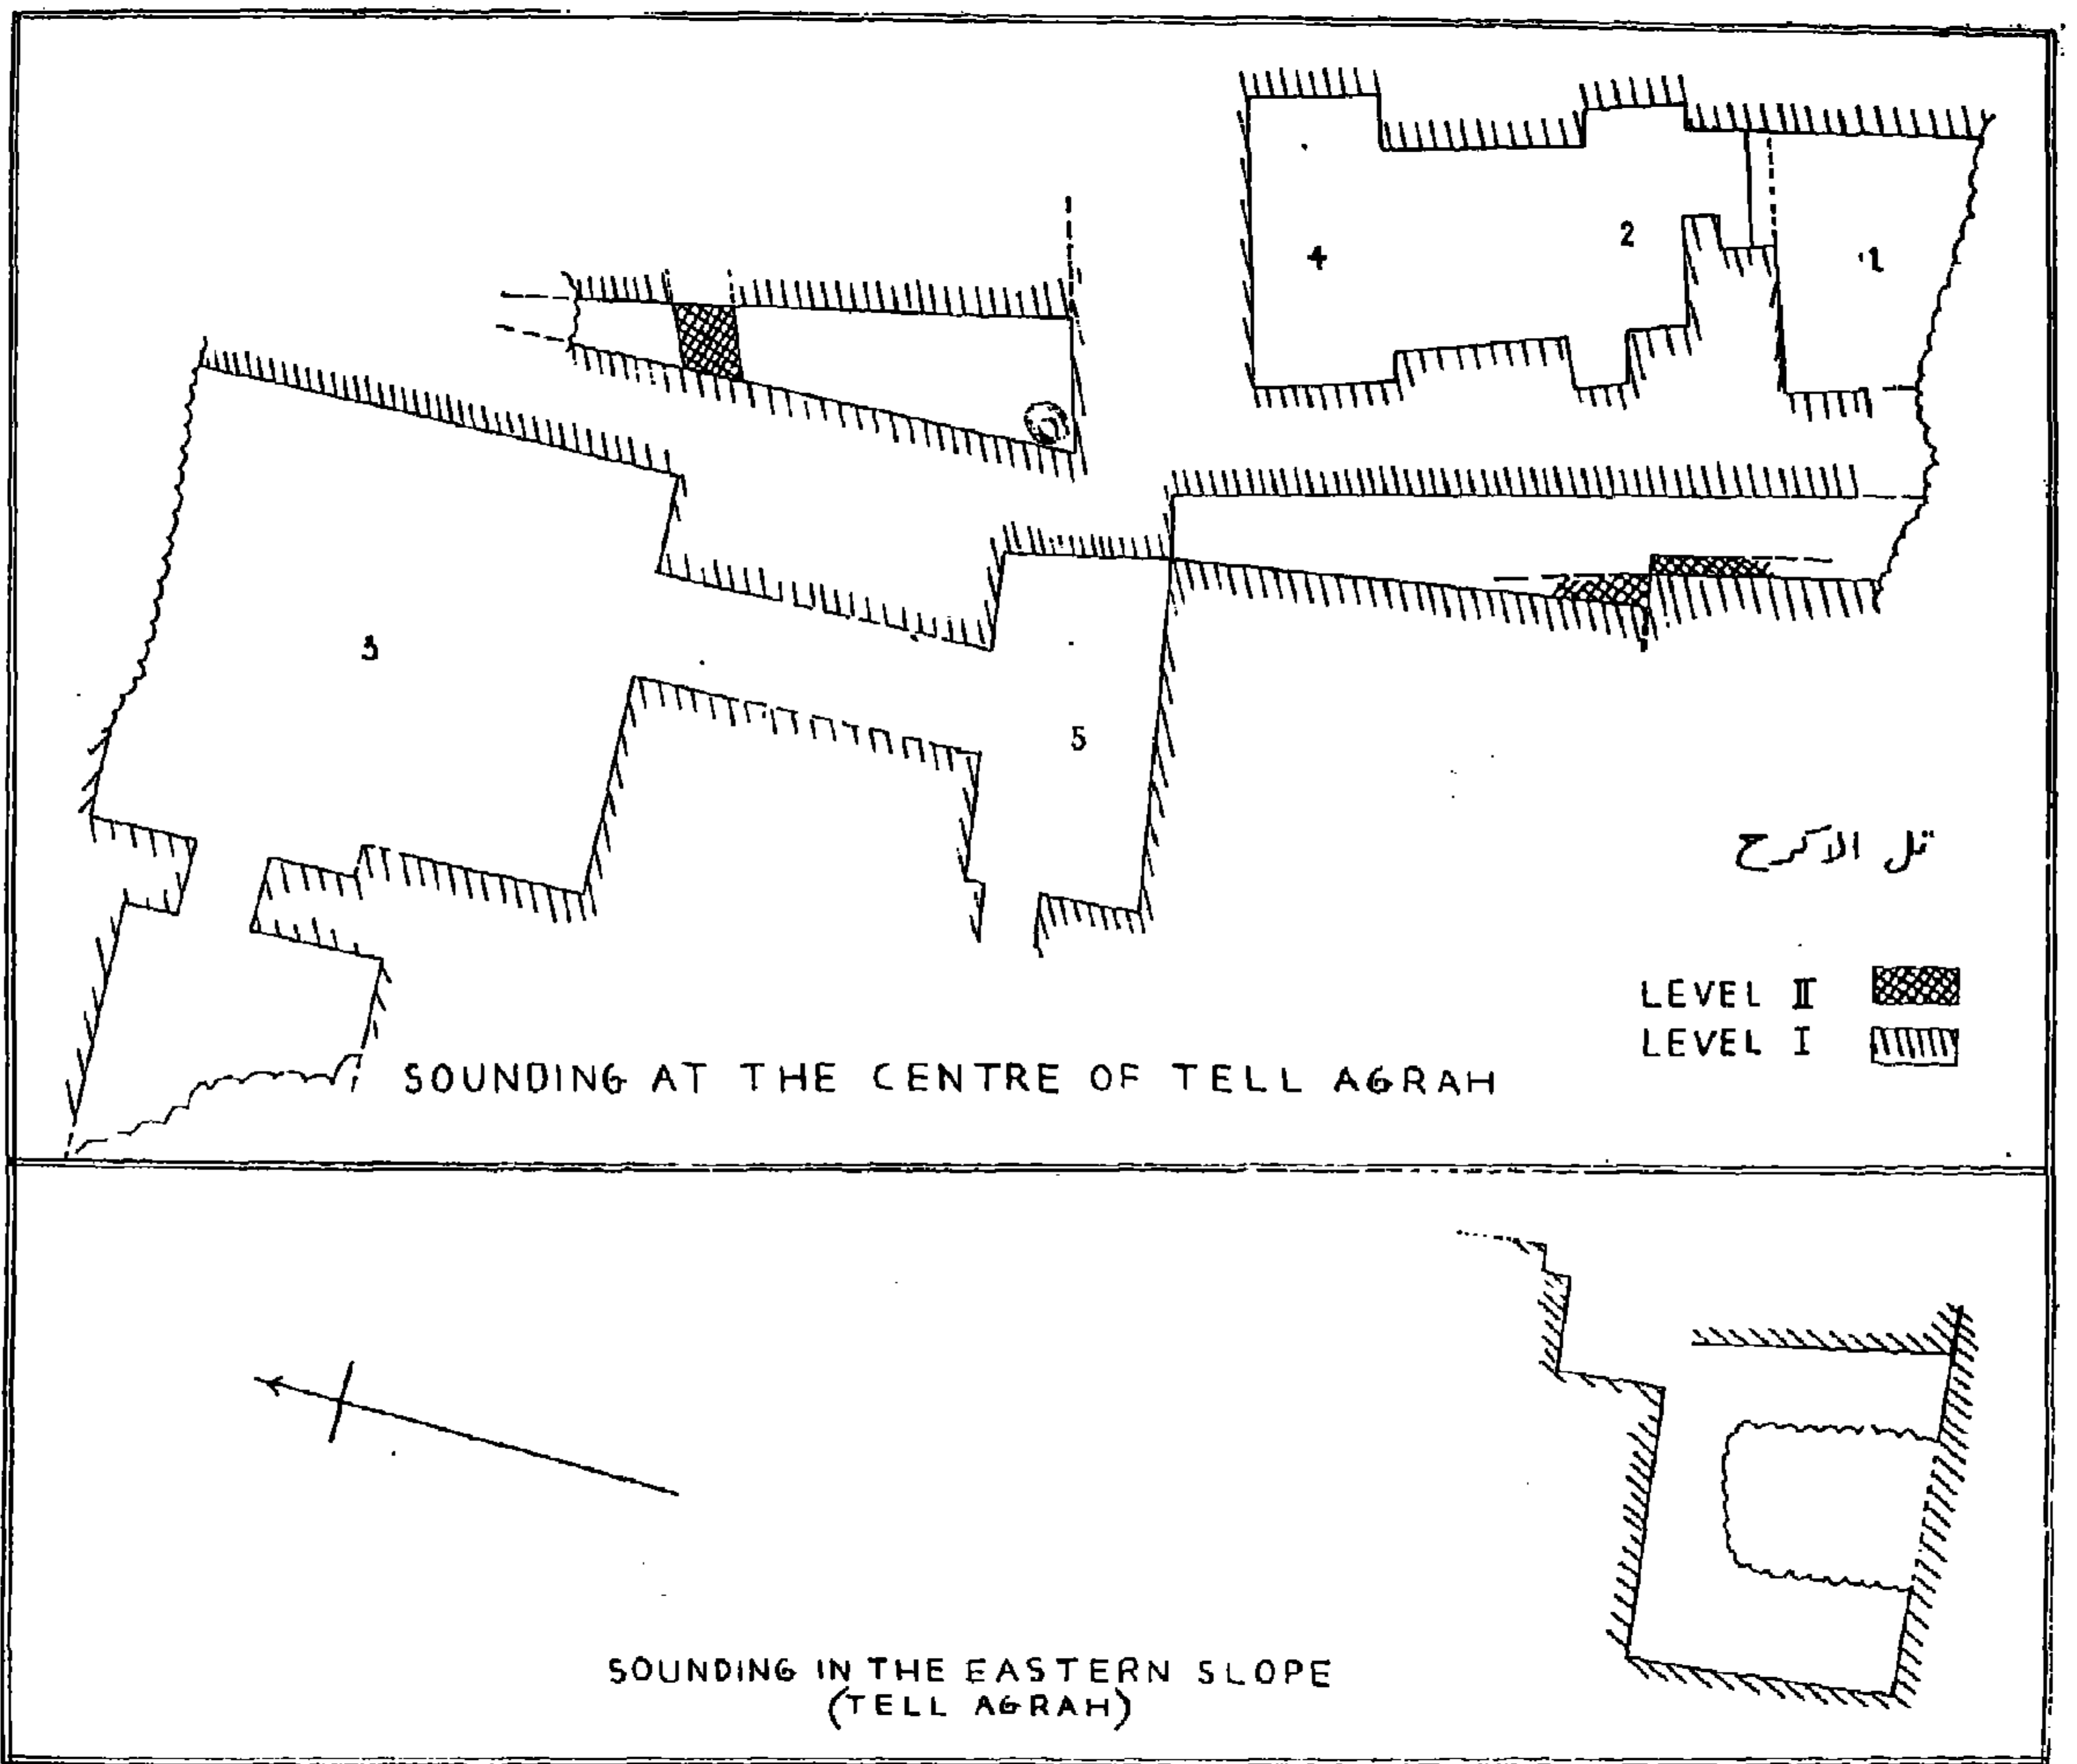 4
2
1
3
5
تل الاكرح
LEVEL II
LEVEL I
SOUNDING AT THE CENTRE OF TELL AGRAH
SOUNDING IN THE EASTERN SLOPE
(TELL AGRAH)